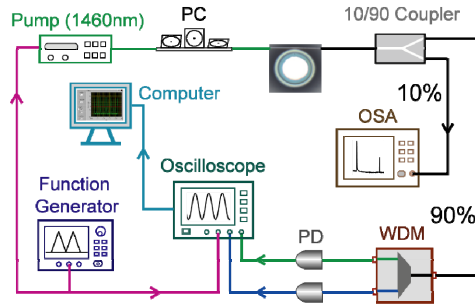 Pump (1460nm)
PC
10/90 Coupler
10%
Computer
OSA
Oscilloscope
Function
Generator
PD
90%
WDM